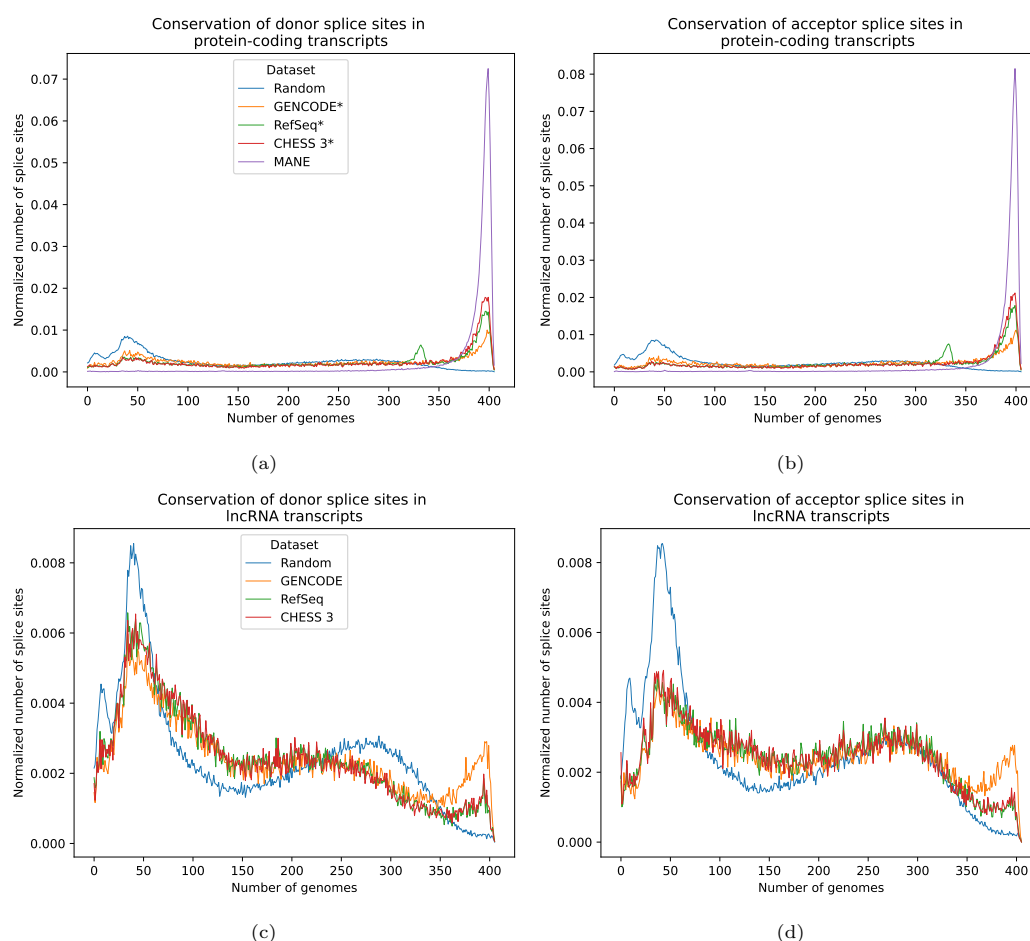 Conservation of donor splice sites in
protein-coding transcripts
Normalized number of splice sites
0.07
0.06
0.05
0.04
0.03
0.02
0.01
0.00
Dataset
Random
GENCODE*
RefSeq*
CHESS 3*
MANE
0 50 100 150 200 250 300 350 400
Number of genomes
(a)
Conservation of acceptor splice sites in
protein-coding transcripts
Normalized number of splice sites
0.08
0.07
0.06
0.05
0.04
0.03
0.02
0.01
0.00
0 50 100 150 200 250 300 350 400
Number of genomes
(b)
Conservation of donor splice sites in
lncRNA transcripts
Normalized number of splice sites
0.008
0.006
0.004
0.002
0.000
Dataset
Random
GENCODE
RefSeq
CHESS 3
0 50 100 150 200 250 300 350 400
Number of genomes
(c)
Conservation of acceptor splice sites in
lncRNA transcripts
Normalized number of splice sites
0.008
0.006
0.004
0.002
0.000
0 50 100 150 200 250 300 350 400
Number of genomes
(d)